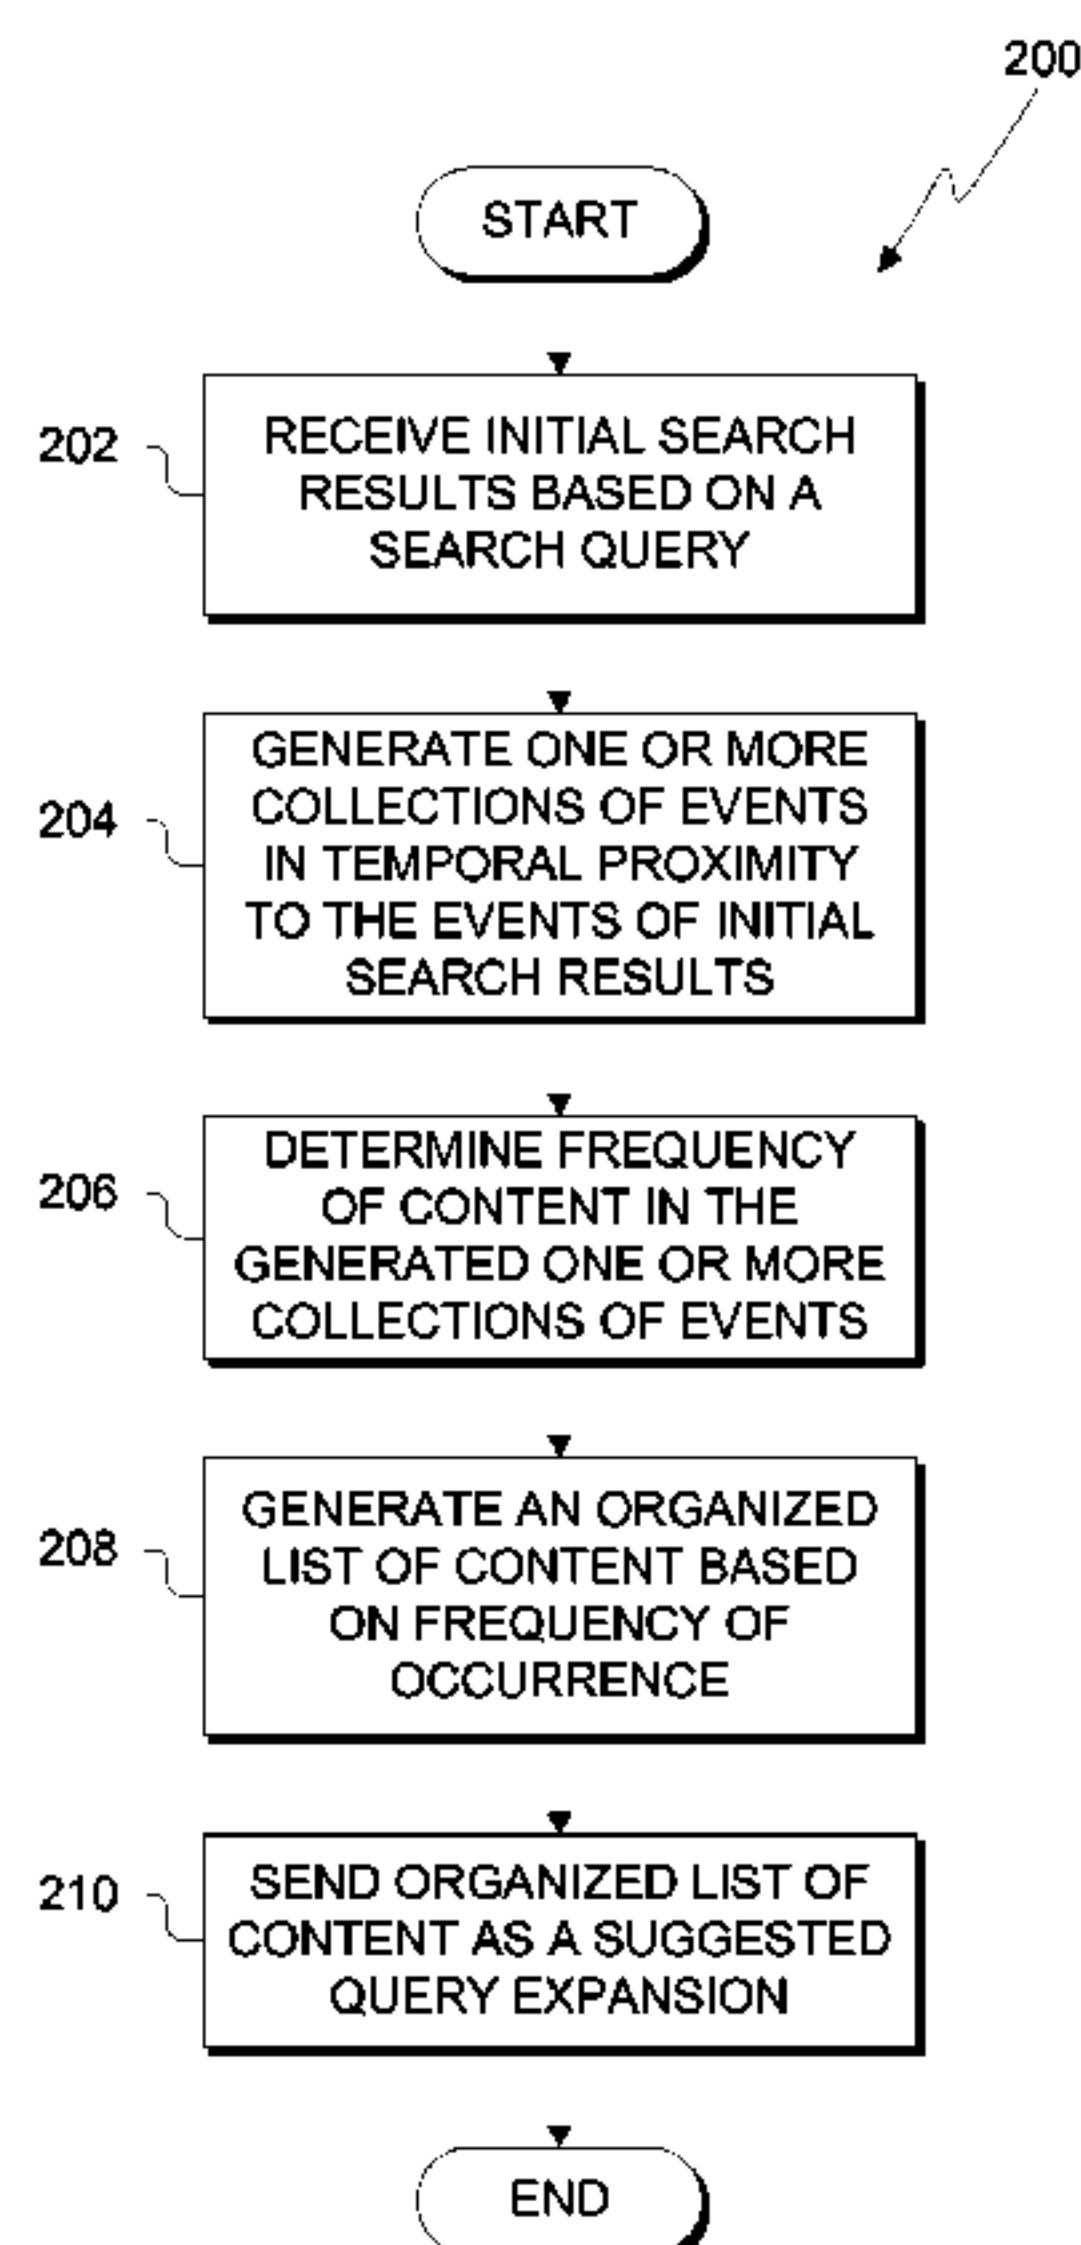 200
START
202
RECEIVE INITIAL SEARCH
RESULTS BASED ON A
SEARCH QUERY
204
GENERATE ONE OR MORE
COLLECTIONS OF EVENTS
IN TEMPORAL PROXIMITY
TO THE EVENTS OF INITIAL
SEARCH RESULTS
206
DETERMINE FREQUENCY
OF CONTENT IN THE
GENERATED ONE OR MORE
COLLECTIONS OF EVENTS
208
GENERATE AN ORGANIZED
LIST OF CONTENT BASED
ON FREQUENCY OF
OCCURRENCE
210
SEND ORGANIZED LIST OF
CONTENT AS A SUGGESTED
QUERY EXPANSION
END